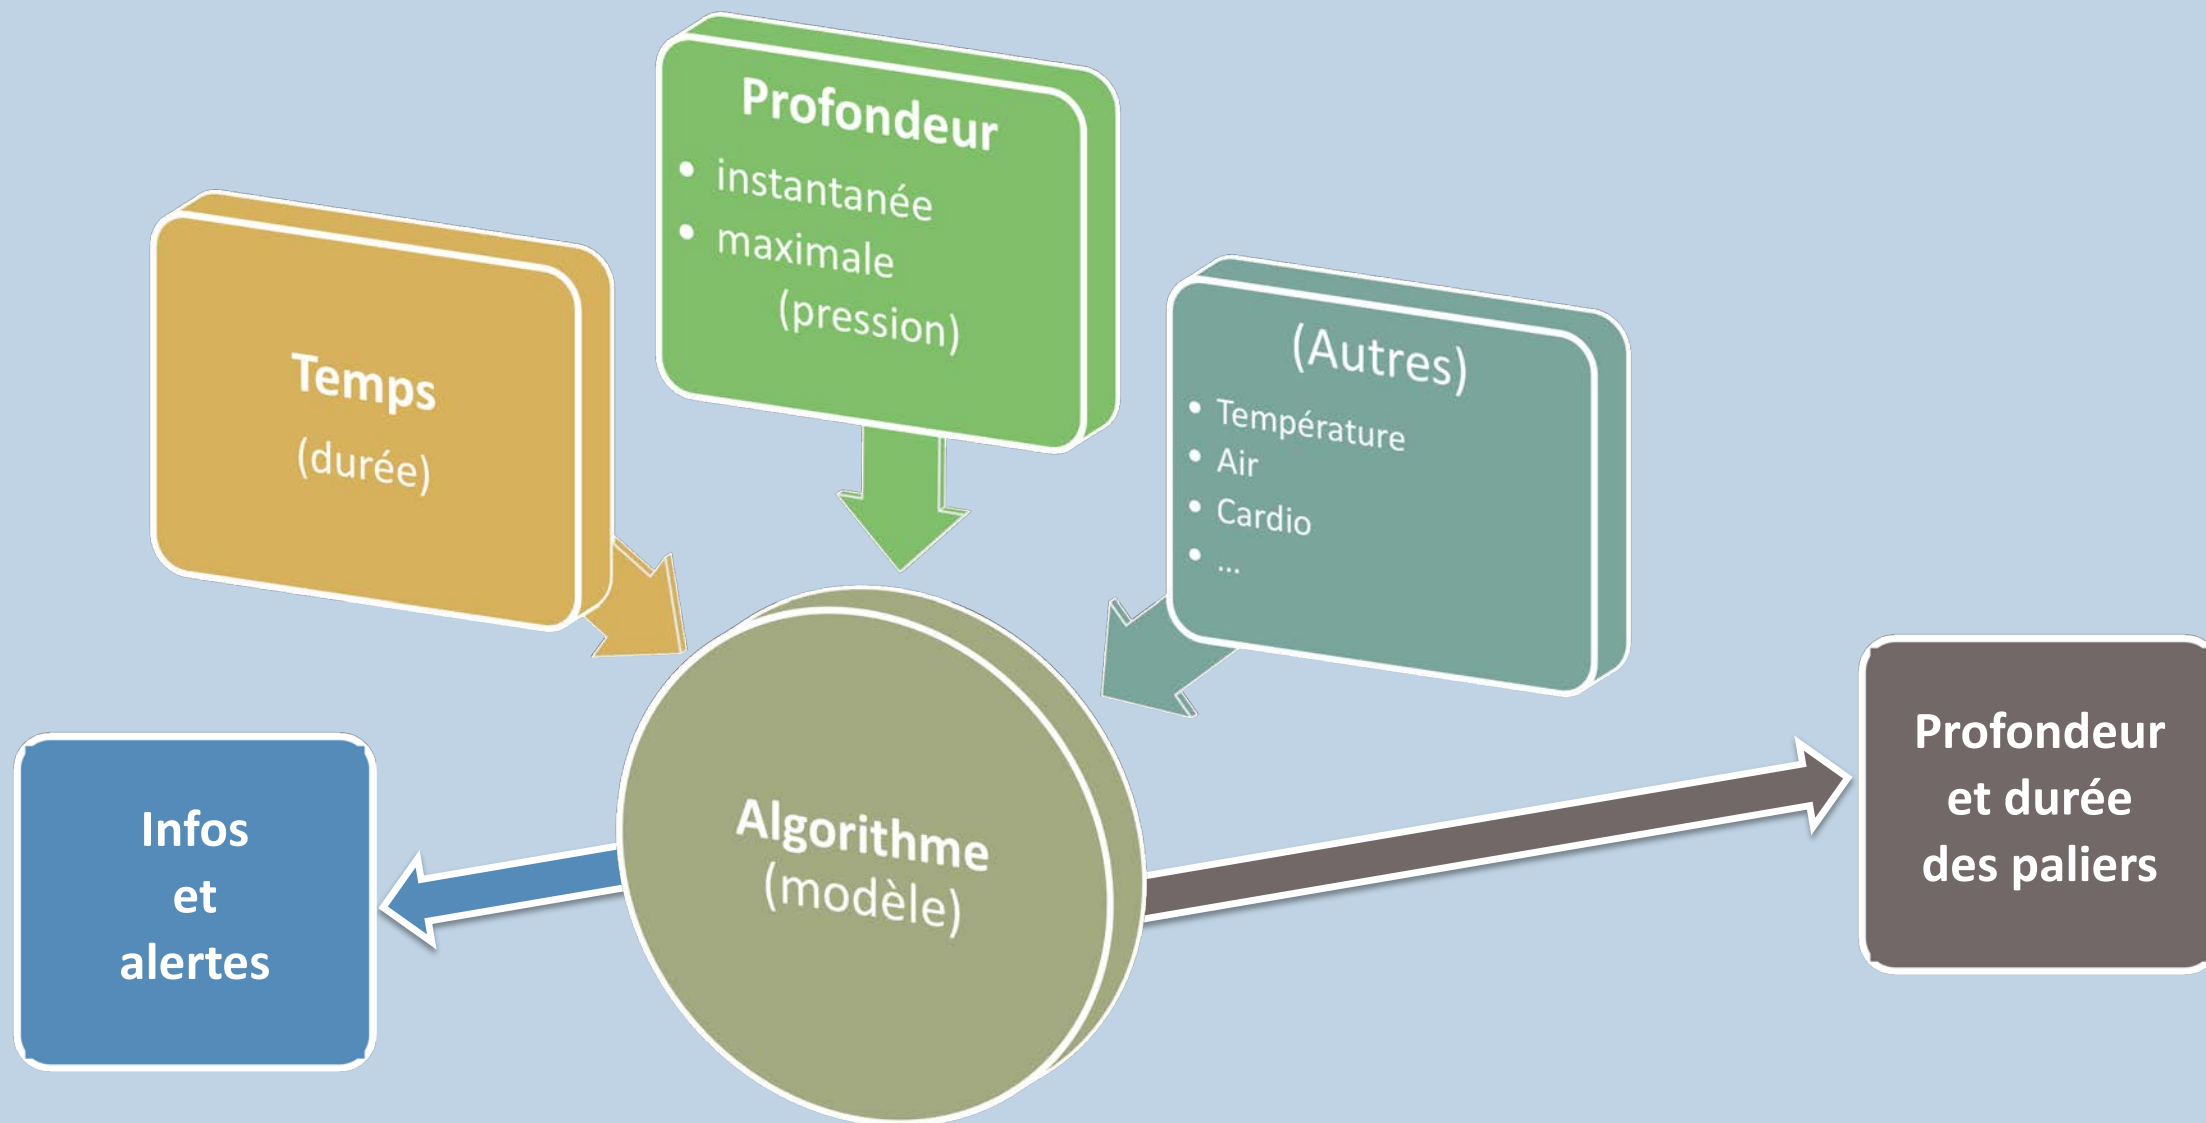 Profondeur
• instantanée
• maximale
(pression)
Temps
(durée)
(Autres)
• Température
• Air
• Cardio
• ...
Algorithme
(modèle)
Infos
et
alertes
Profondeur
et durée
des paliers